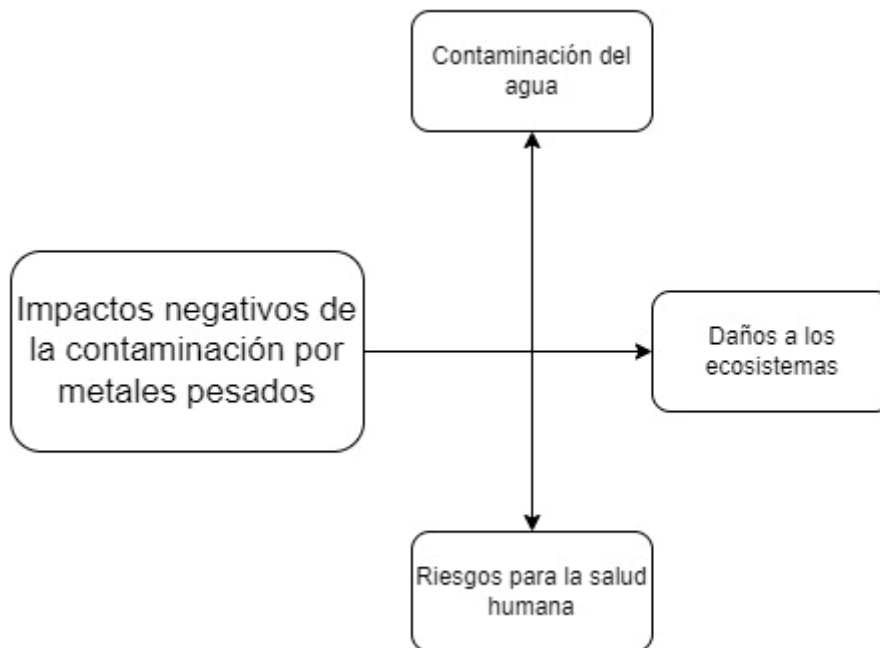 Contaminación del
agua
Impactos negativos de
la contaminación por
metales pesados
Daños a los
ecosistemas
Riesgos para la salud
humana